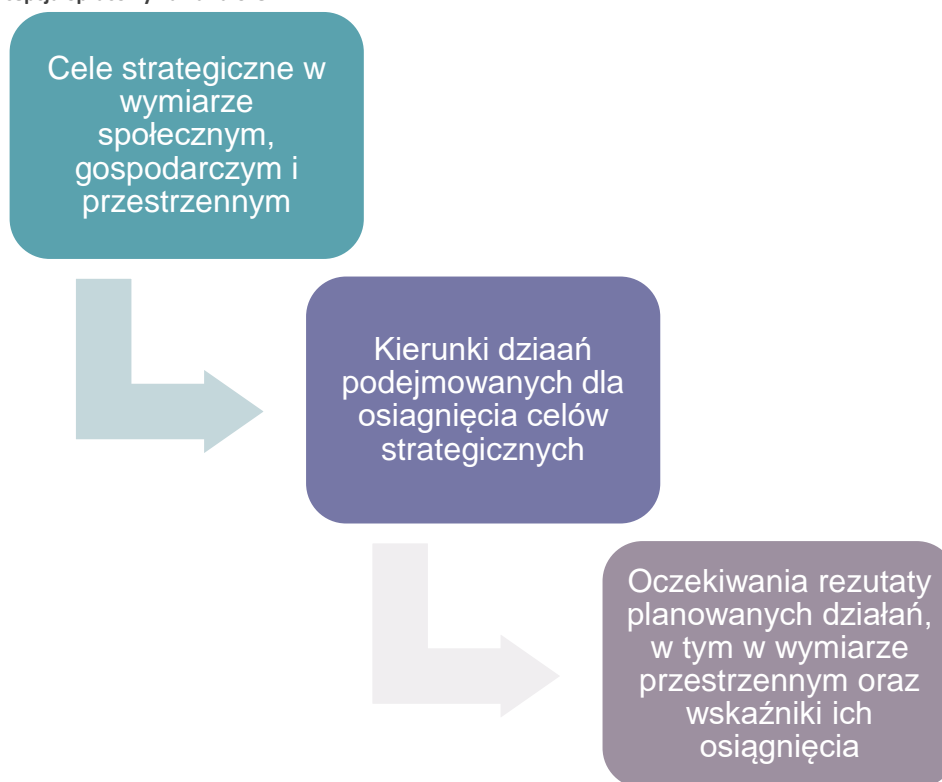 Cele strategiczne w
wymiarze
społecznym,
gospodarczym i
przestrzennym
Kierunki dziaań
podejmowanych dla
osiagnięcia celów
strategicznych
Oczekiwania rezutaty
planowanych działań,
w tym w wymiarze
przestrzennym oraz
wskaźniki ich
osiągnięcia